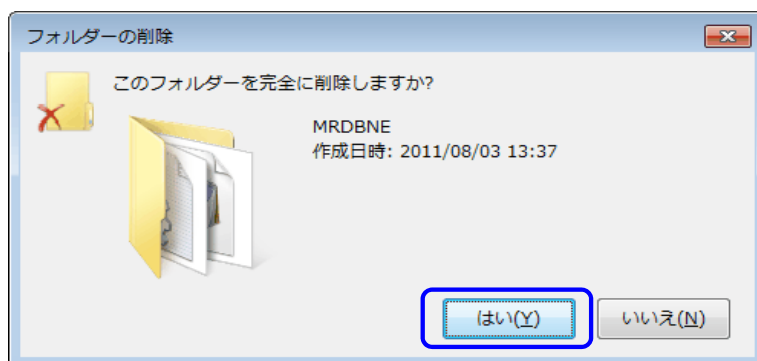 フォルダーの削除
このフォルダーを完全に削除しますか?
MRDBNE
作成日時: 2011/08/03 13:37
はい(Y)
いいえ(N)